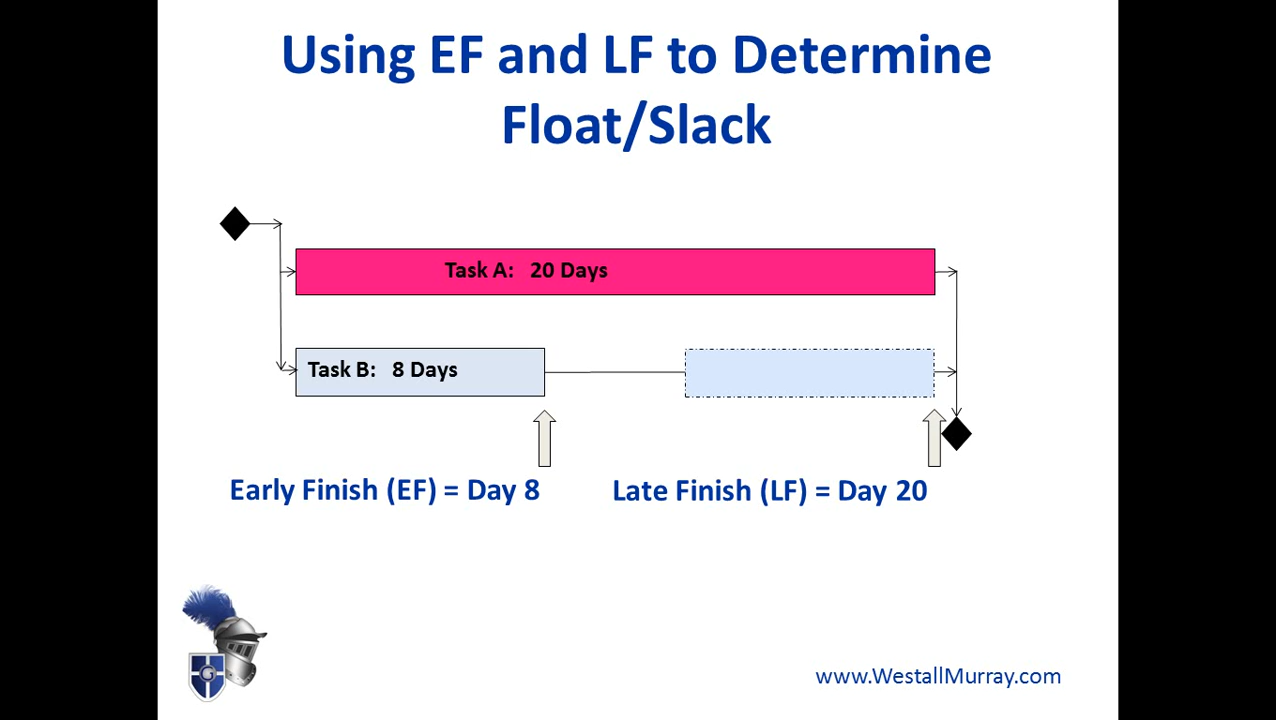 Using EF and LF to Determine
Float/Slack
Task A: 20 Days
Task B: 8 Days
Early Finish (EF) = Day 8
Late Finish (LF) = Day 20
G
www.WestallMurray.com